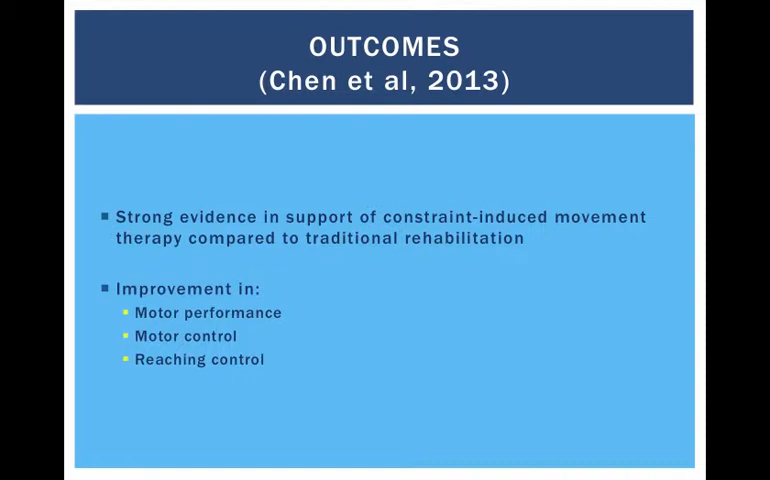 OUTCOMES
(Chen et al, 2013)
Strong evidence in support of constraint-induced movement
therapy compared to traditional rehabilitation
Improvement in:
Motor performance
Motor control
Reaching control